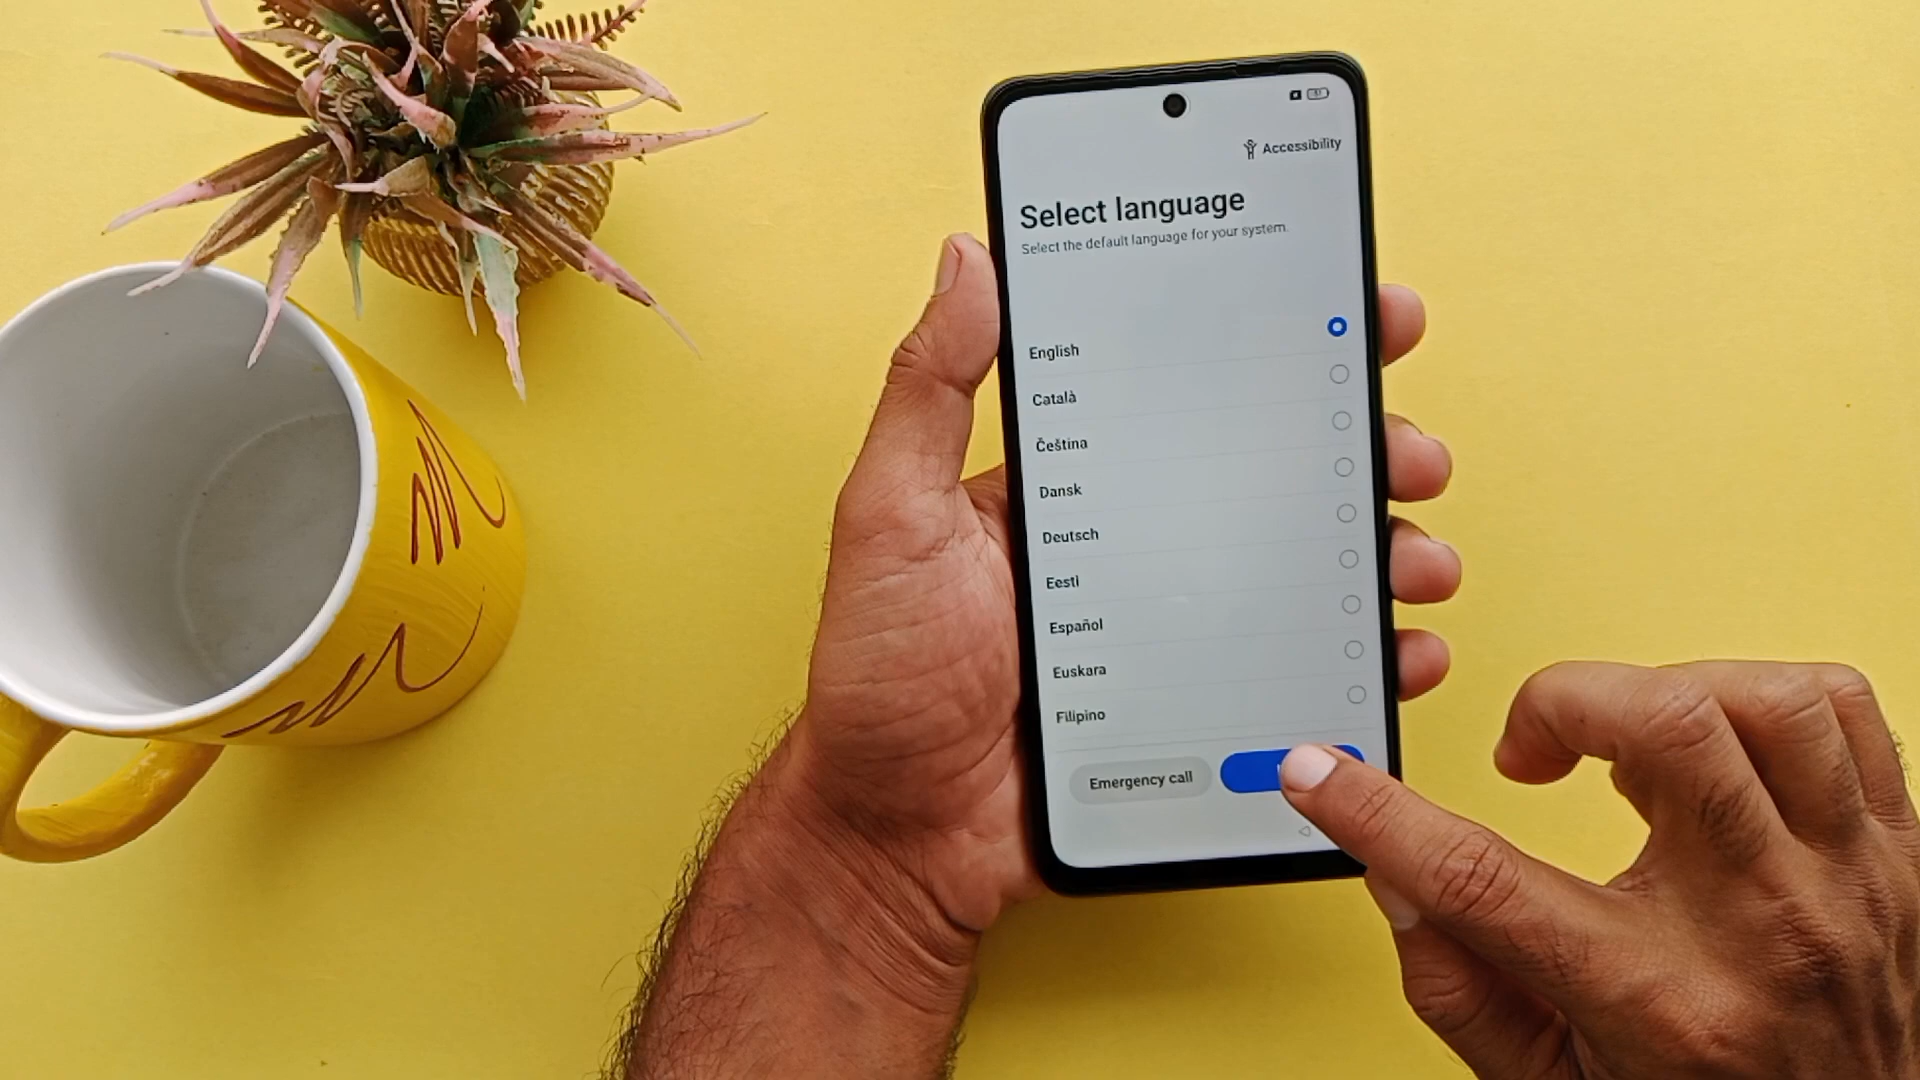 Accessibility
Select language
Select the default language for your system.
English
Català
Čeština
Dansk
Deutsch
Eesti
Español
Euskara
Filipino
Emergency call